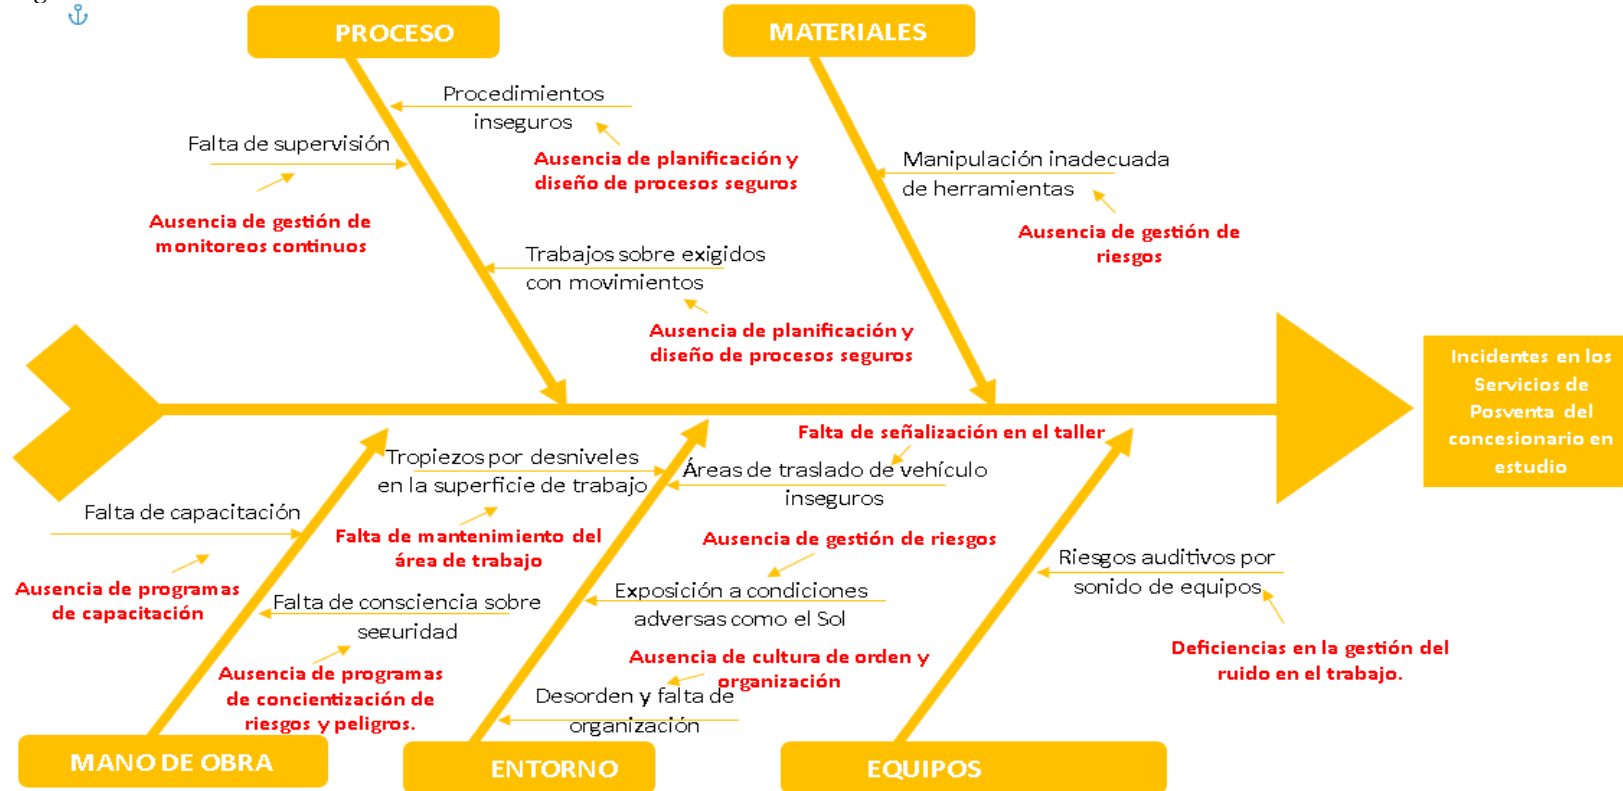 PROCESO
MATERIALES
Procedimientos
inseguros
Falta de supervisión
Ausencia de planificación y
diseño de procesos seguros
Manipulación inadecuada
de herramientas
Ausencia de gestión de
monitoreos continuos
Ausencia de gestión de
riesgos
Trabajos sobre exigidos
con movimientos
Ausencia de planificación y
diseño de procesos seguros
Incidentes en los
Servicios de
Posventa del
concesionario en
estudio
Falta de señalización en el taller
Tropiezos por desniveles
en la superficie de trabajo
Áreas de traslado de vehículo
inseguros
Falta de capacitación
Falta de mantenimiento del
área de trabajo
Ausencia de gestión de riesgos
Riesgos auditivos por
sonido de equipos
Ausencia de programas
de capacitación
Falta de consciencia sobre
seguridad
Exposición a condiciones
adversas como el Sol
Ausencia de programas
de concientización de
riesgos y peligros.
Ausencia de cultura de orden y
organización
Desorden y falta de
organización
Deficiencias en la gestión del
ruido en el trabajo.
MANO DE OBRA
ENTORNO
EQUIPOS